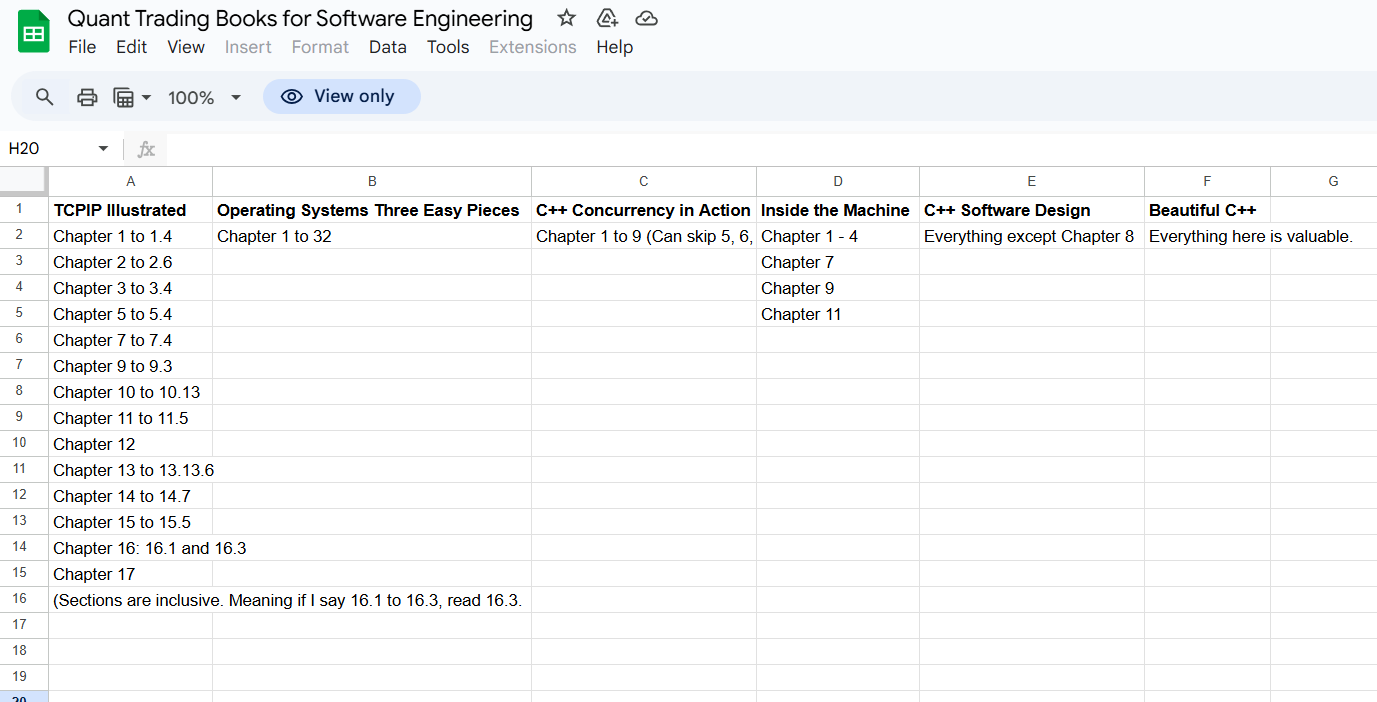 Quant Trading Books for Software Engineering
File Edit View Insert Format Data Tools Extensions Help
100% View only
H20 fx
A B C D E F G
1 TCPIP Illustrated Operating Systems Three Easy Pieces C++ Concurrency in Action Inside the Machine C++ Software Design Beautiful C++
2 Chapter 1 to 1.4 Chapter 1 to 32 Chapter 1 to 9 (Can skip 5, 6, Chapter 1 - 4 Everything except Chapter 8 Everything here is valuable.
3 Chapter 2 to 2.6 Chapter 7
4 Chapter 3 to 3.4 Chapter 9
5 Chapter 5 to 5.4 Chapter 11
6 Chapter 7 to 7.4
7 Chapter 9 to 9.3
8 Chapter 10 to 10.13
9 Chapter 11 to 11.5
10 Chapter 12
11 Chapter 13 to 13.13.6
12 Chapter 14 to 14.7
13 Chapter 15 to 15.5
14 Chapter 16: 16.1 and 16.3
15 Chapter 17
16 (Sections are inclusive. Meaning if I say 16.1 to 16.3, read 16.3.
17
18
19
20